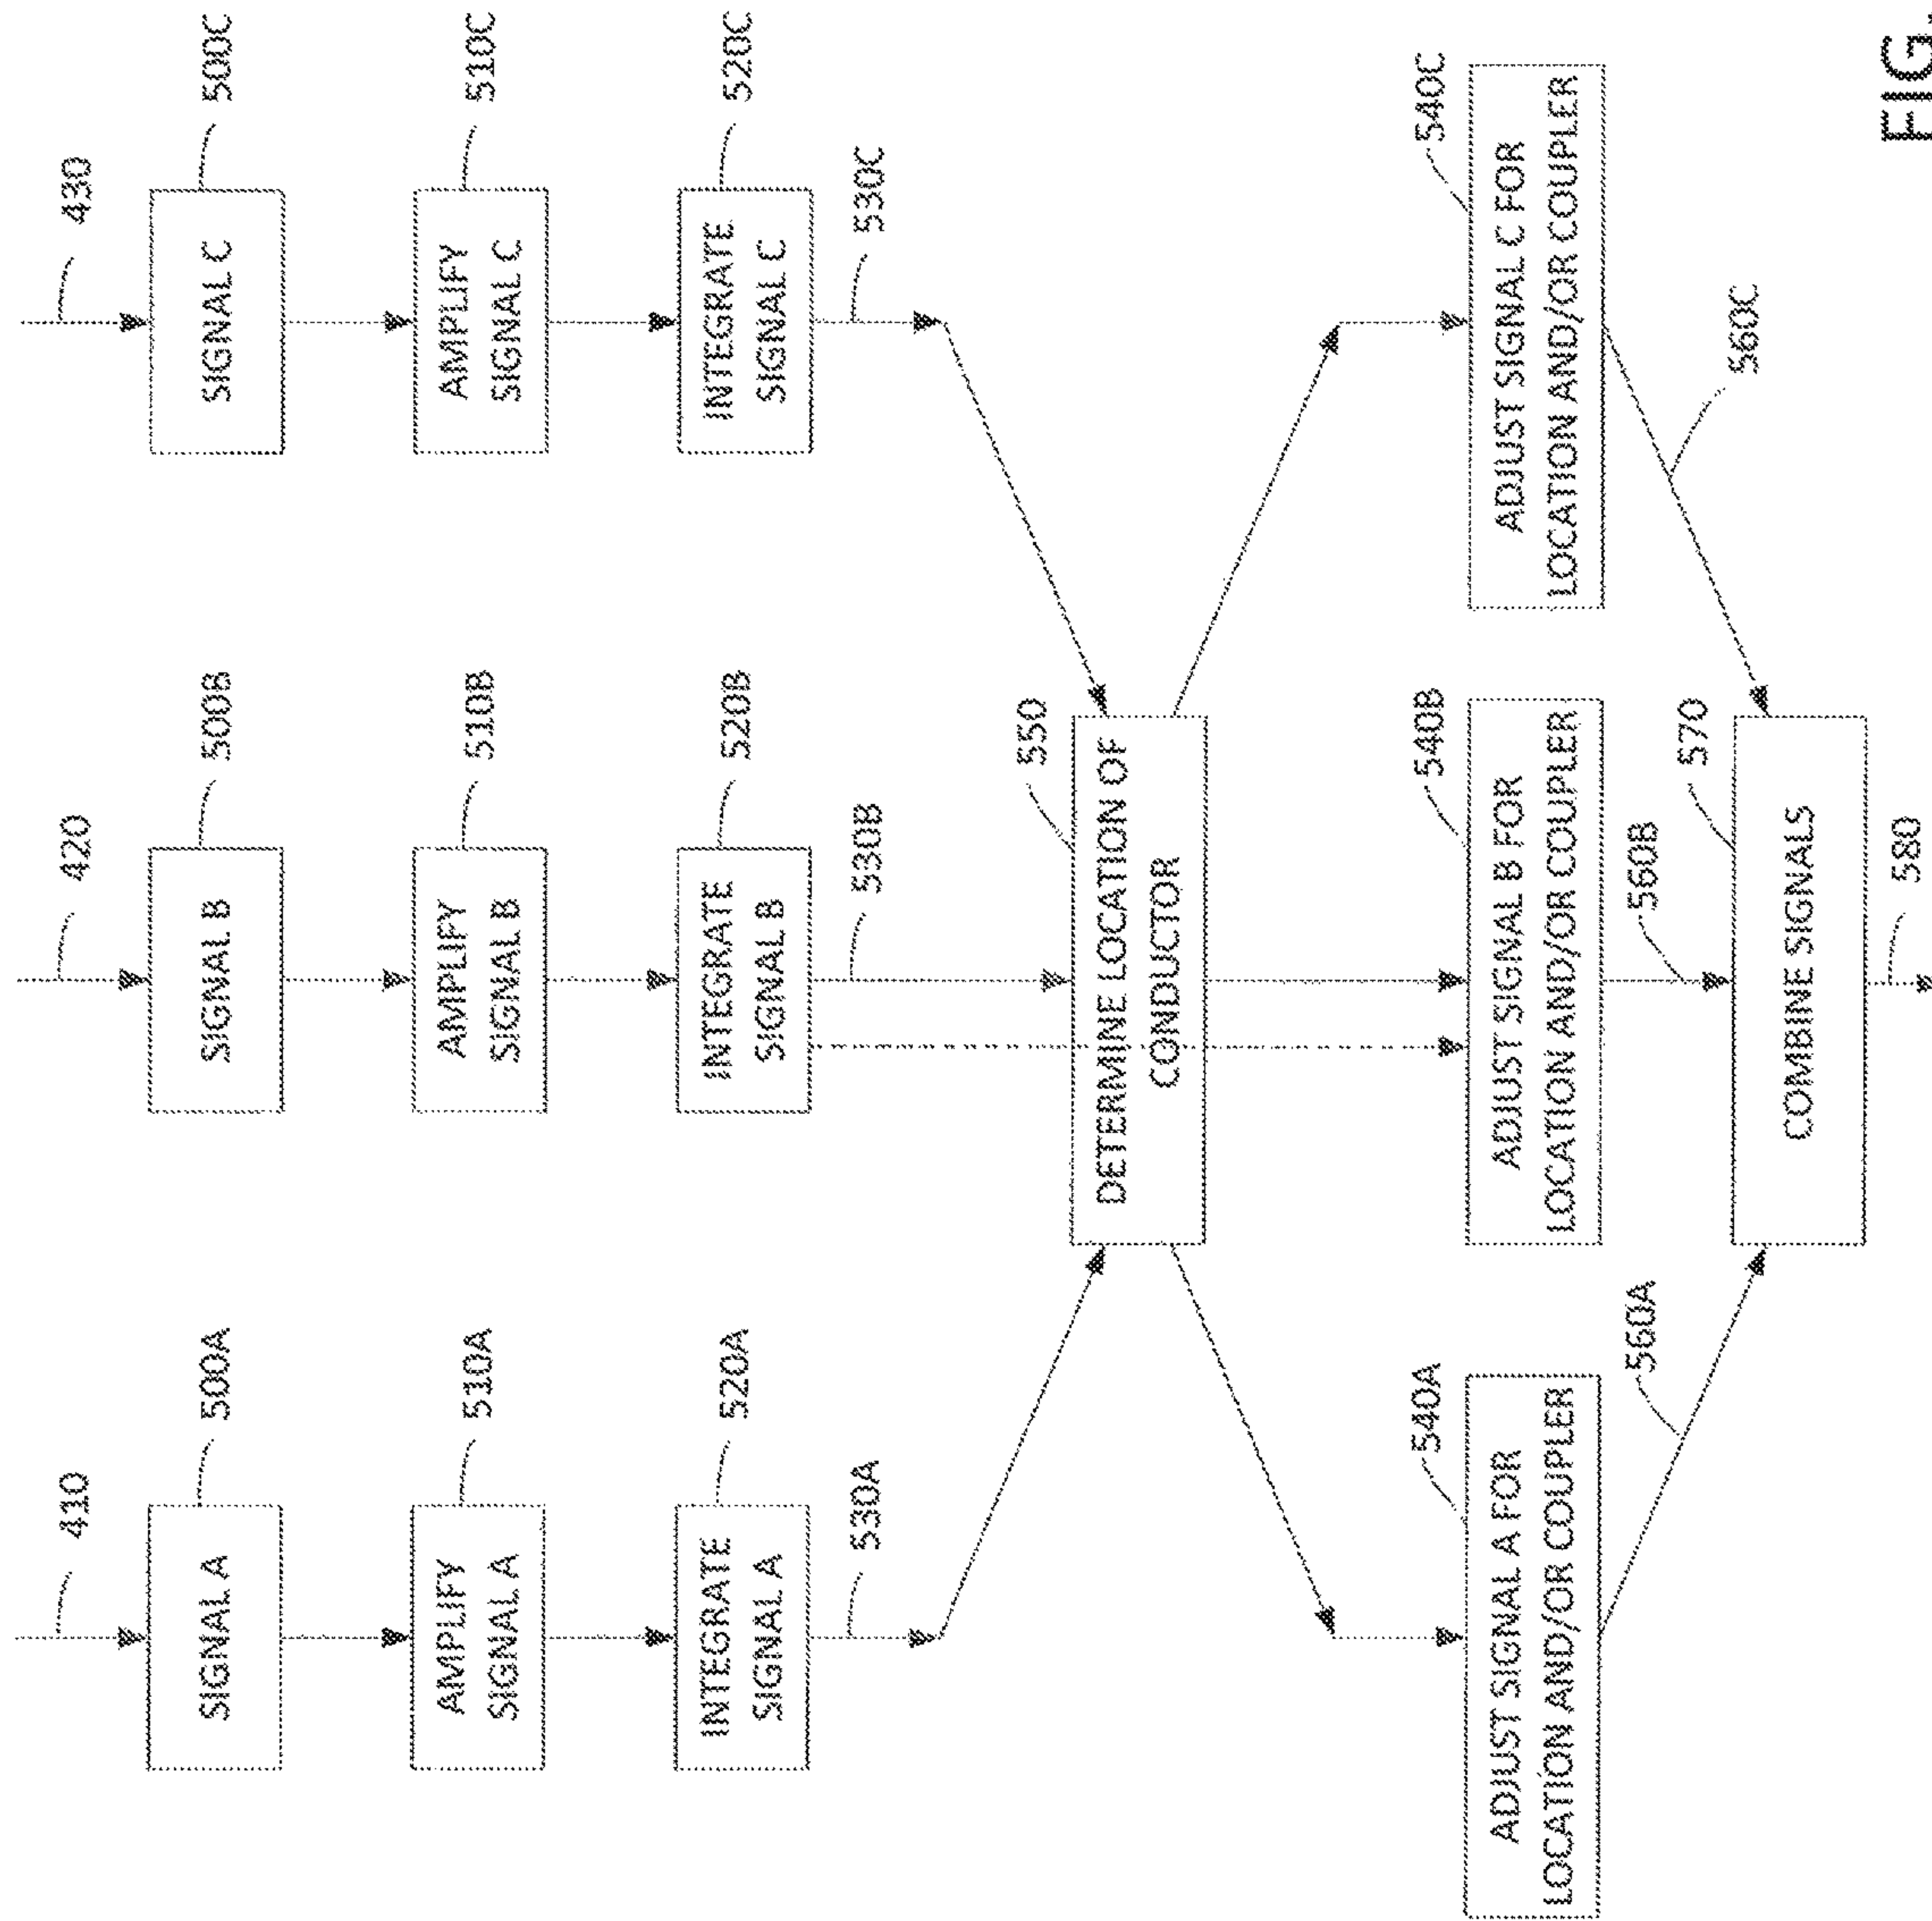 410
420
430
SIGNAL A
500A
SIGNAL B
500B
SIGNAL C
500C
AMPLIFY
SIGNAL A
510A
AMPLIFY
SIGNAL B
510B
AMPLIFY
SIGNAL C
510C
INTEGRATE
SIGNAL A
520A
INTEGRATE
SIGNAL B
520B
INTEGRATE
SIGNAL C
520C
530A
530B
530C
550
DETERMINE LOCATION OF
CONDUCTOR
540A
540B
540C
ADJUST SIGNAL A FOR
LOCATION AND/OR COUPLER
ADJUST SIGNAL B FOR
LOCATION AND/OR COUPLER
ADJUST SIGNAL C FOR
LOCATION AND/OR COUPLER
560A
560B
560C
570
COMBINE SIGNALS
580
FIG.